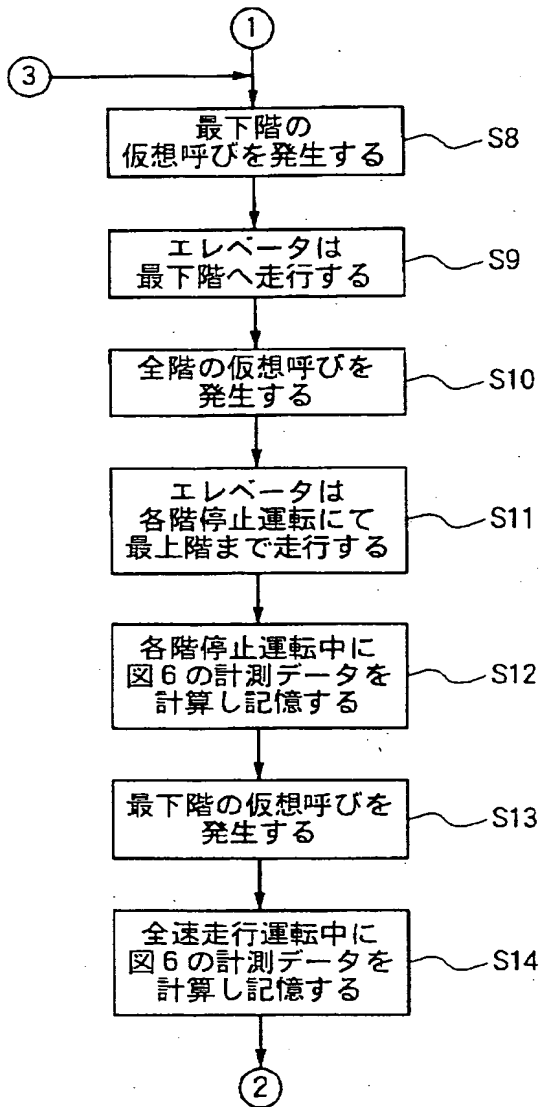 ①
③
最下階の
仮想呼びを発生する
S8
エレベータは
最下階へ走行する
S9
全階の仮想呼びを
発生する
S10
エレベータは
各階停止運転にて
最上階まで走行する
S11
各階停止運転中に
図6の計測データを
計算し記憶する
S12
最下階の仮想呼びを
発生する
S13
全速走行運転中に
図6の計測データを
計算し記憶する
S14
②